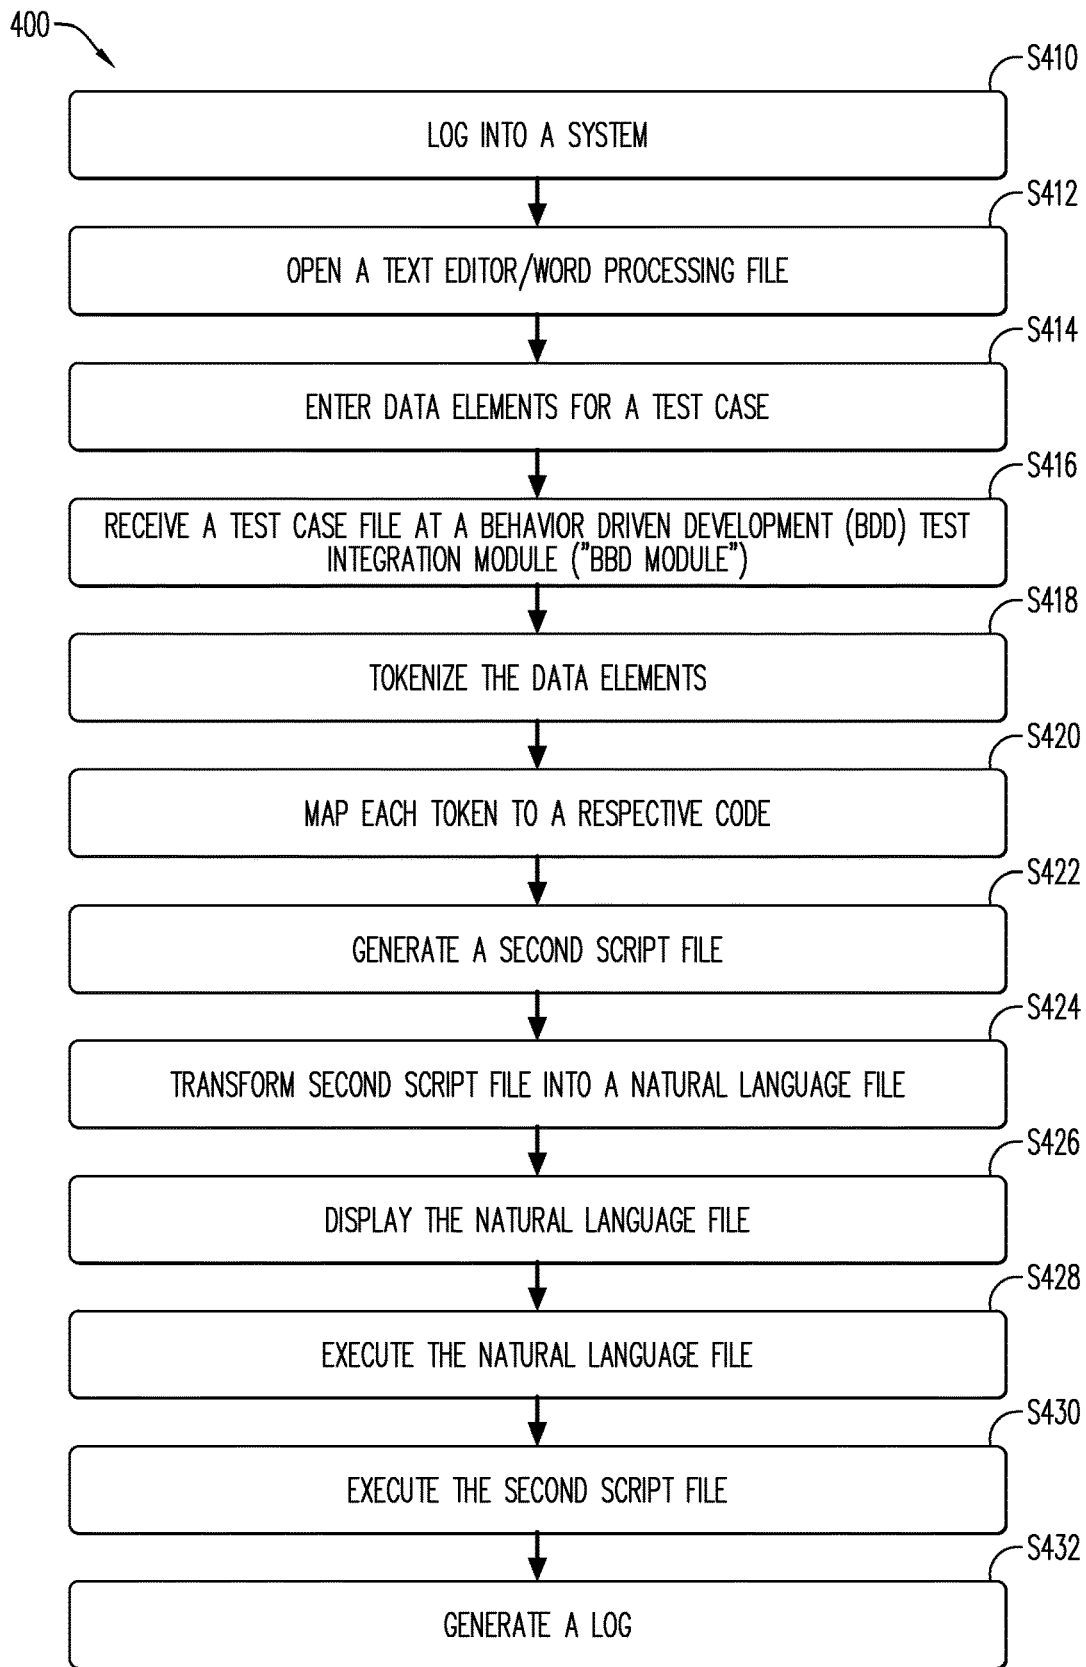 400
S410
LOG INTO A SYSTEM
S412
OPEN A TEXT EDITOR/WORD PROCESSING FILE
S414
ENTER DATA ELEMENTS FOR A TEST CASE
S416
RECEIVE A TEST CASE FILE AT A BEHAVIOR DRIVEN DEVELOPMENT (BDD) TEST
INTEGRATION MODULE ("BBD MODULE")
S418
TOKENIZE THE DATA ELEMENTS
S420
MAP EACH TOKEN TO A RESPECTIVE CODE
S422
GENERATE A SECOND SCRIPT FILE
S424
TRANSFORM SECOND SCRIPT FILE INTO A NATURAL LANGUAGE FILE
S426
DISPLAY THE NATURAL LANGUAGE FILE
S428
EXECUTE THE NATURAL LANGUAGE FILE
S430
EXECUTE THE SECOND SCRIPT FILE
S432
GENERATE A LOG